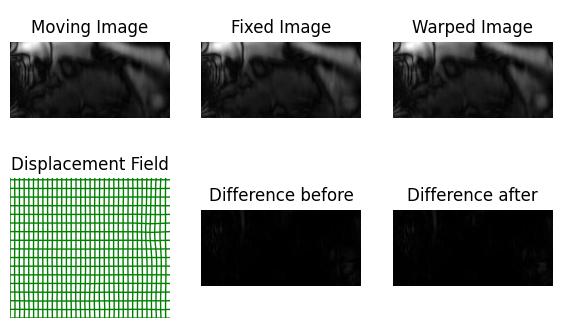 Moving Image
Fixed Image
Warped Image
Displacement Field
Difference before
Difference after